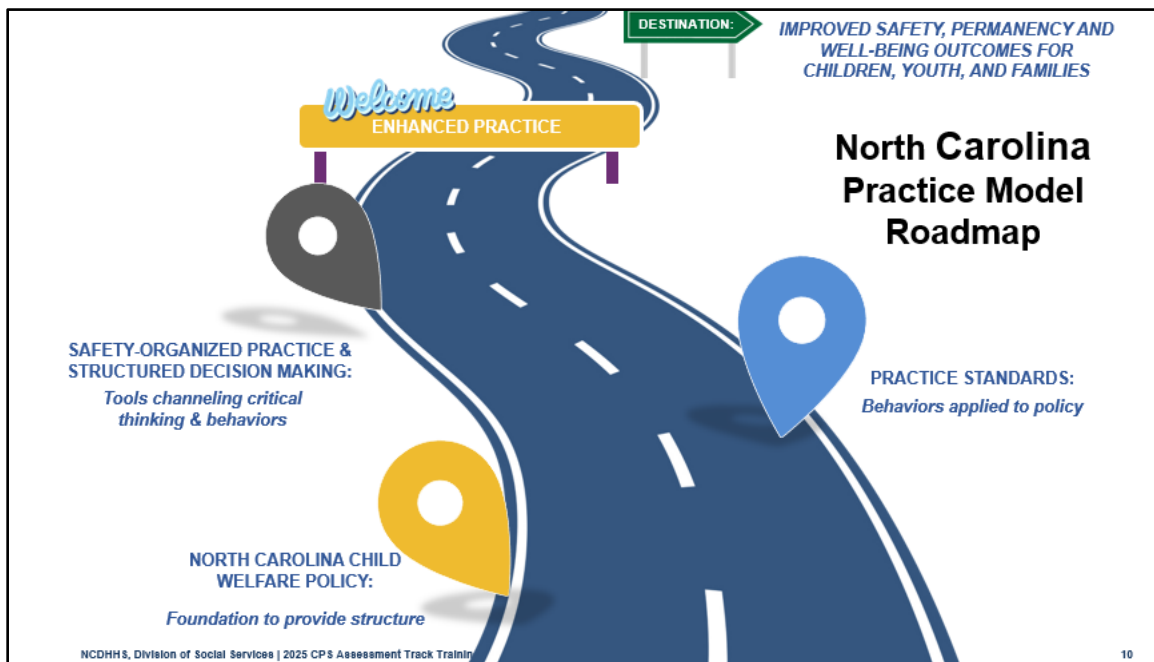 DESTINATION:
IMPROVED SAFETY, PERMANENCY AND
WELL-BEING OUTCOMES FOR
CHILDREN, YOUTH, AND FAMILIES
Welcome
ENHANCED PRACTICE
North Carolina
Practice Model
Roadmap
SAFETY-ORGANIZED PRACTICE &
STRUCTURED DECISION MAKING:
Tools channeling critical
thinking & behaviors
PRACTICE STANDARDS:
Behaviors applied to policy
NORTH CAROLINA CHILD
WELFARE POLICY:
Foundation to provide structure
NCDHHS, Division of Social Services | 2025 CPS Assessment Track Trainin
10